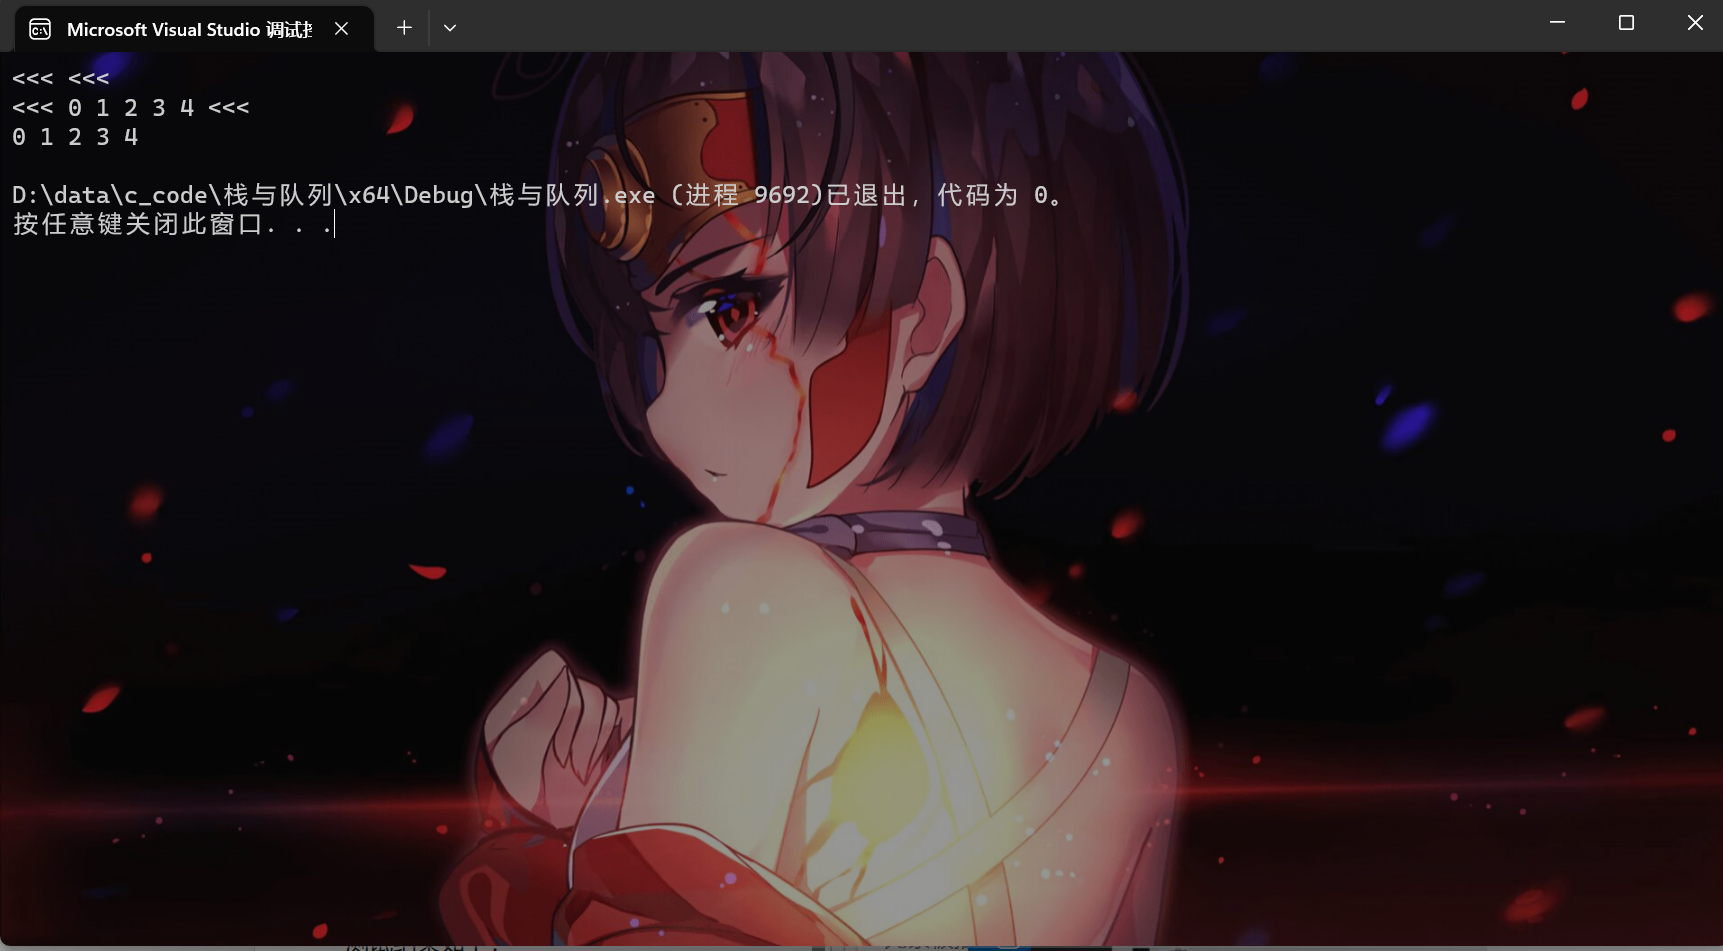 Microsoft Visual Studio 调试
<<< <<<
<<< 0 1 2 3 4 <<<
0 1 2 3 4
D:\data\c_code\栈与队列\x64\Debug\栈与队列.exe (进程 9692)已退出，代码为 0。
按任意键关闭此窗口. . .